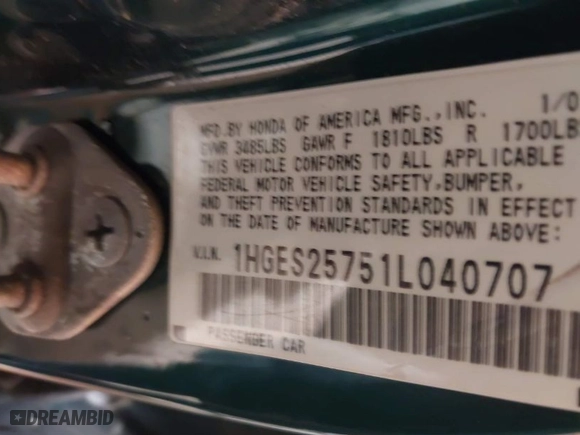 MFD.BY HONDA OF AMERICA MFG.,INC. 1/0
GVWR 3485LBS GAWR F 1810LBS R 1700LB
THIS VEHICLE CONFORMS TO ALL APPLICABLE
FEDERAL MOTOR VEHICLE SAFETY,BUMPER,
AND THEFT PREVENTION STANDARDS IN EFFECT
ON THE DATE OF MANUFACTURE SHOWN ABOVE:
V.I.N. 1HGES25751L040707
PASSENGER CAR
DREAMBID